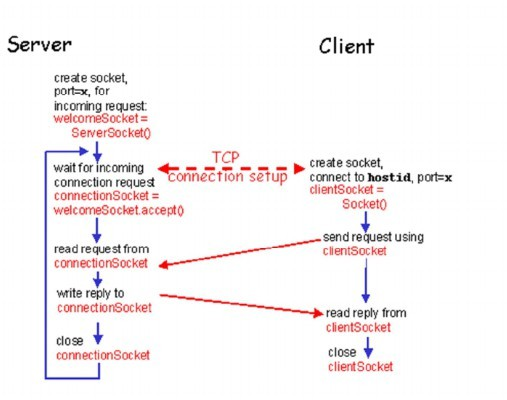 Server
Client
create socket,
port=x, for
incoming request:
welcomeSocket =
ServerSocket()
wait for incoming
connection request
connectionSocket =
welcomeSocket.accept()
TCP
connection setup
create socket,
connect to hostid, port=x
clientSocket =
Socket()
send request using
clientSocket
read request from
connectionSocket
write reply to
connectionSocket
read reply from
clientSocket
close
connectionSocket
close
clientSocket